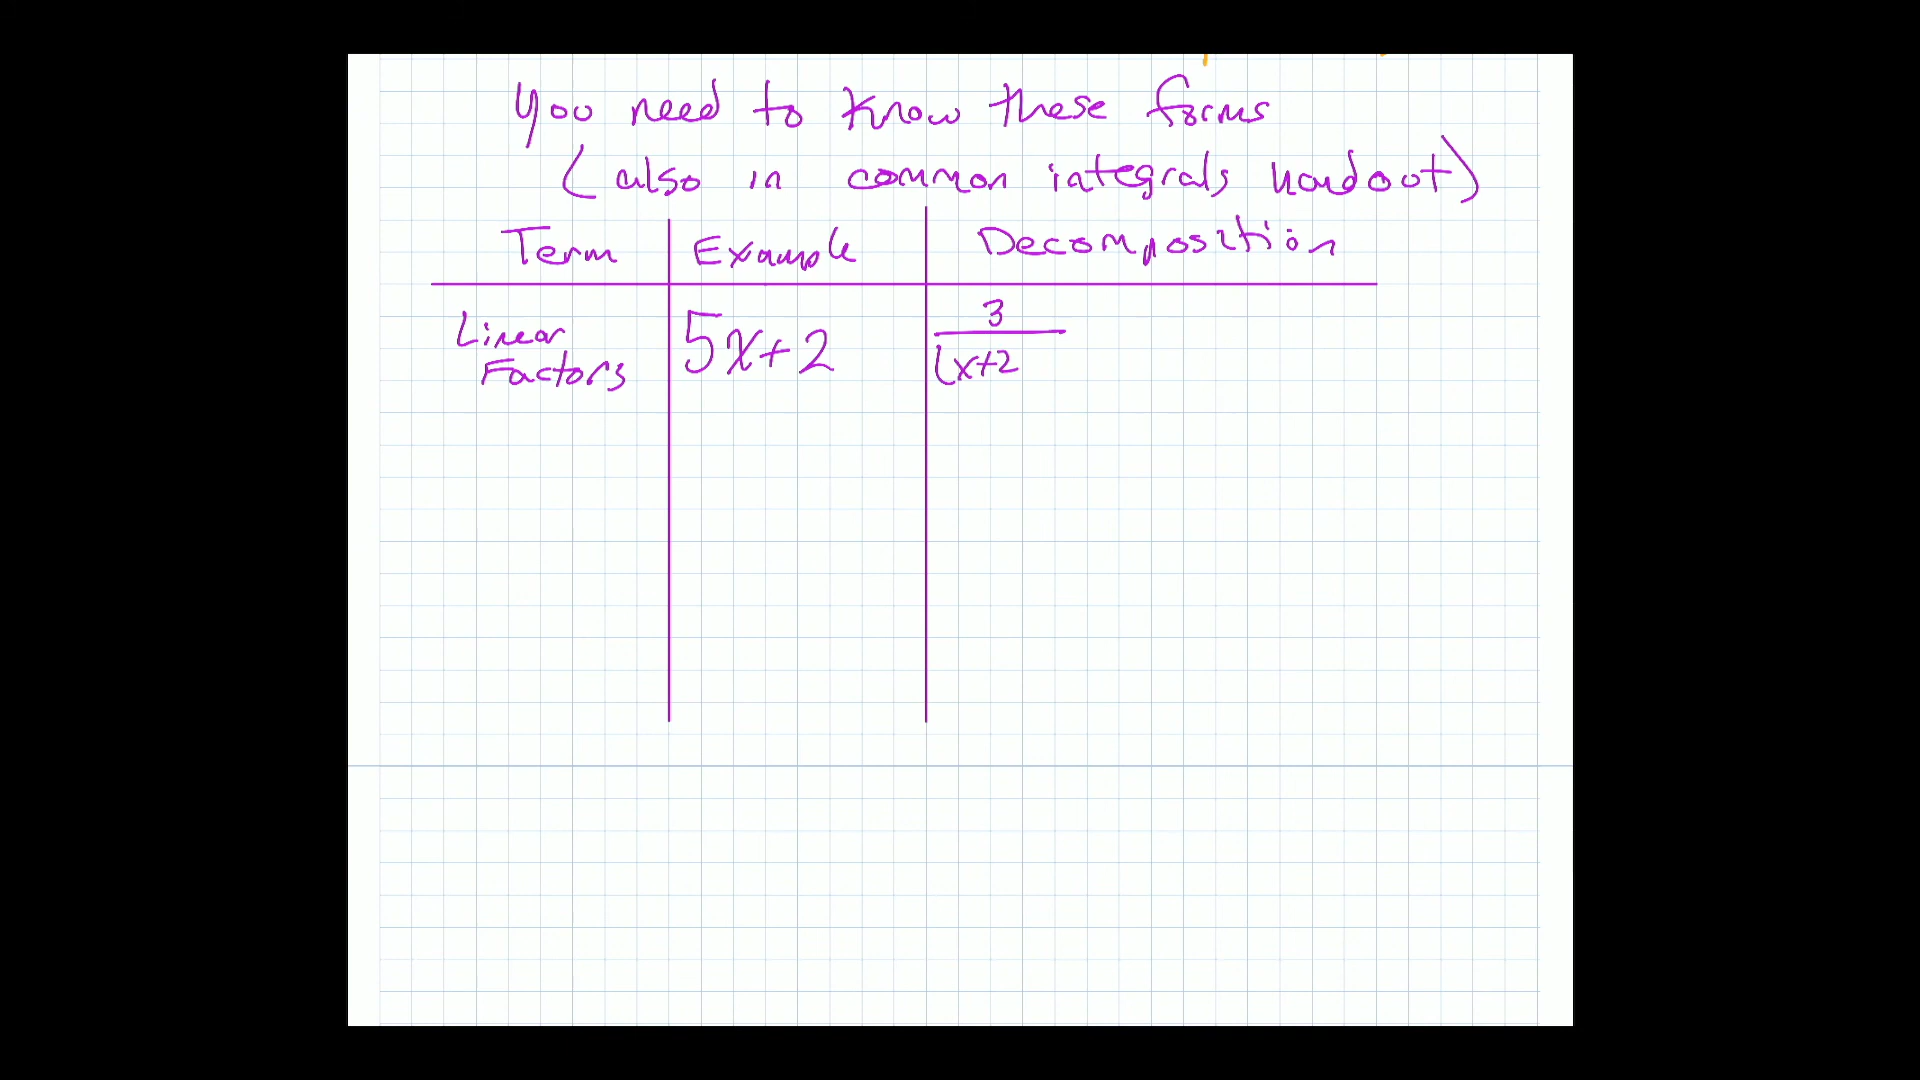 You need to know these forms
(also in common integrals handout)
Term Example Decomposition
Linear Factors 5x+2 3/(x+2